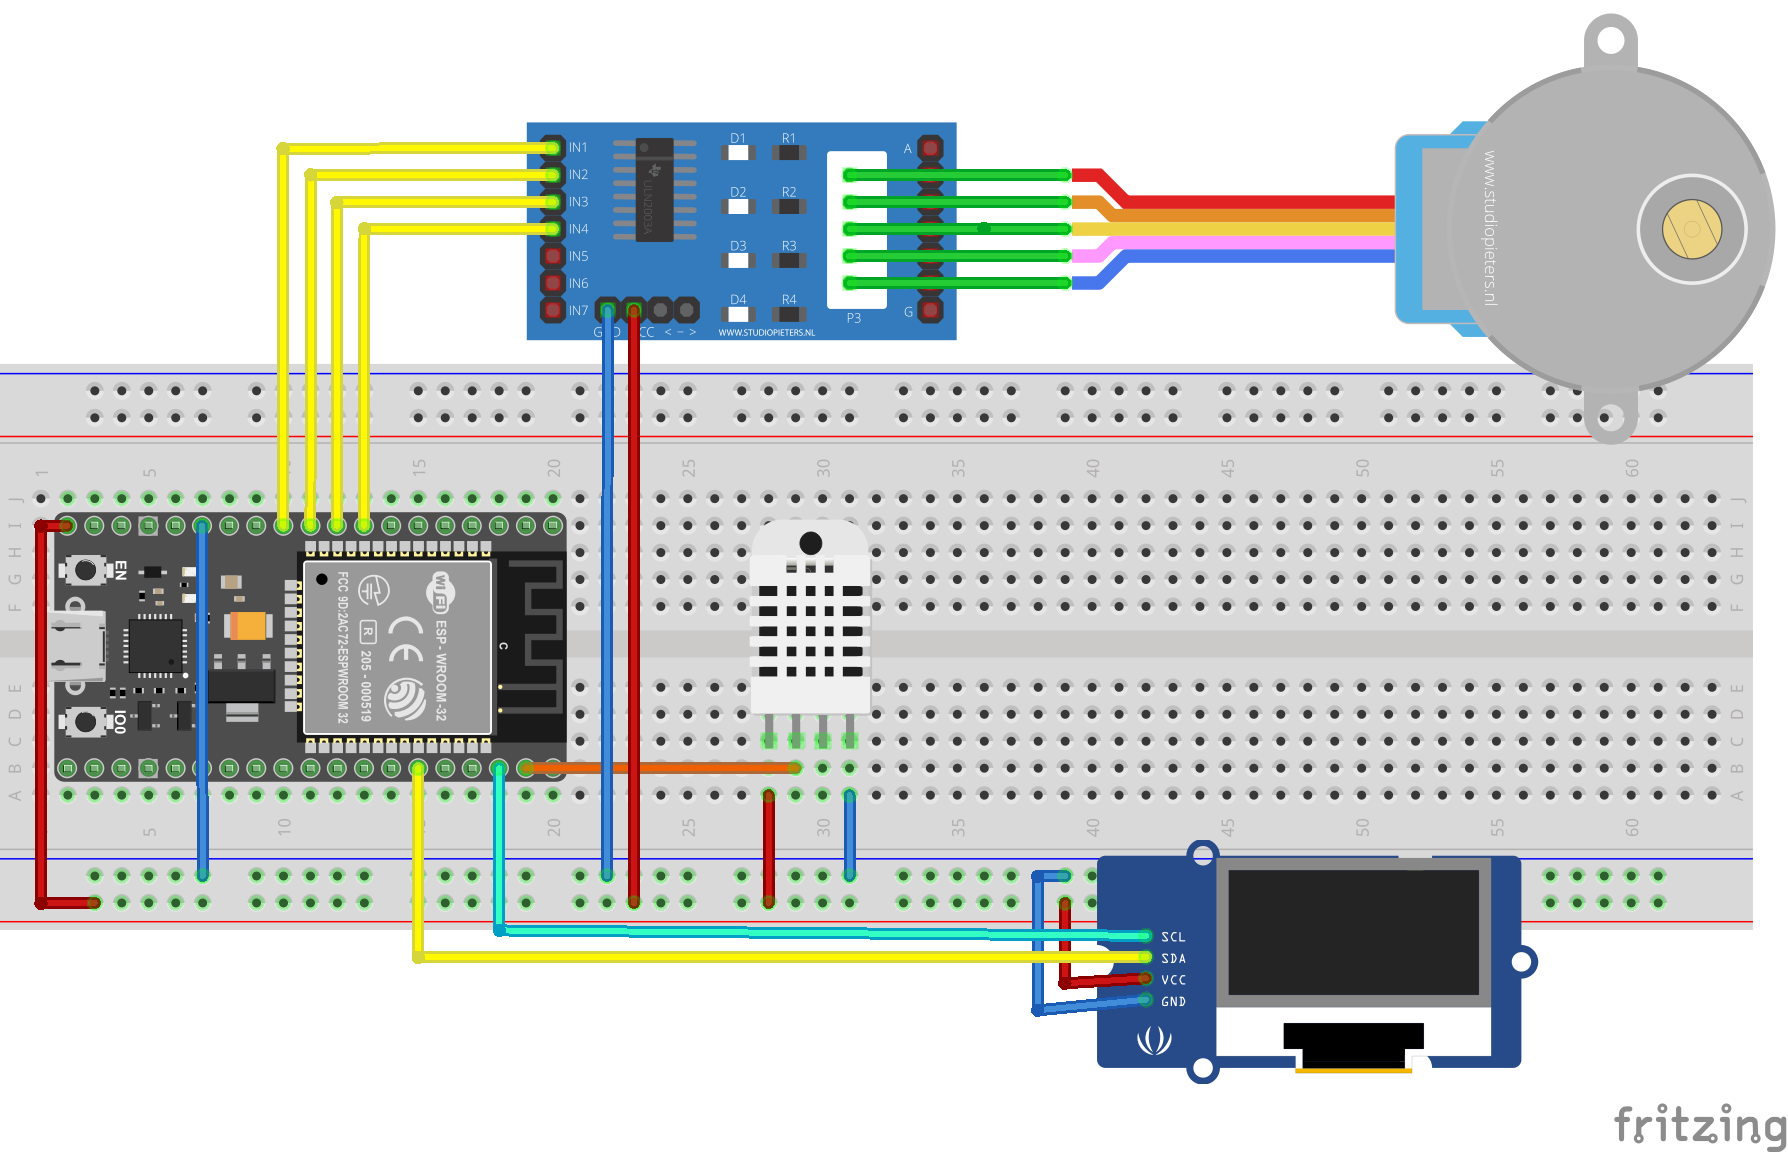 IN1
IN2
IN3
IN4
IN5
IN6
IN7
ULN2003A
D1 R1
D2 R2
D3 R3
D4 R4
A
G
P3
CC < − >
WWW.STUDIOPIETERS.NL
www.studiopieters.nl
1 5 15 20 25 30 35 40 45 50 55 60
J J
I I
H H
G G
F F
E E
D D
C C
B B
A A
5 10 20 25 30 35 40 45 50 55 60
EN
IO0
FCC 9D:2AC72-ESPWROOM 32
R 205 - 000519
CE
Wi Fi
ESP - WROOM-32
C
SCL
SDA
VCC
GND
fritzing